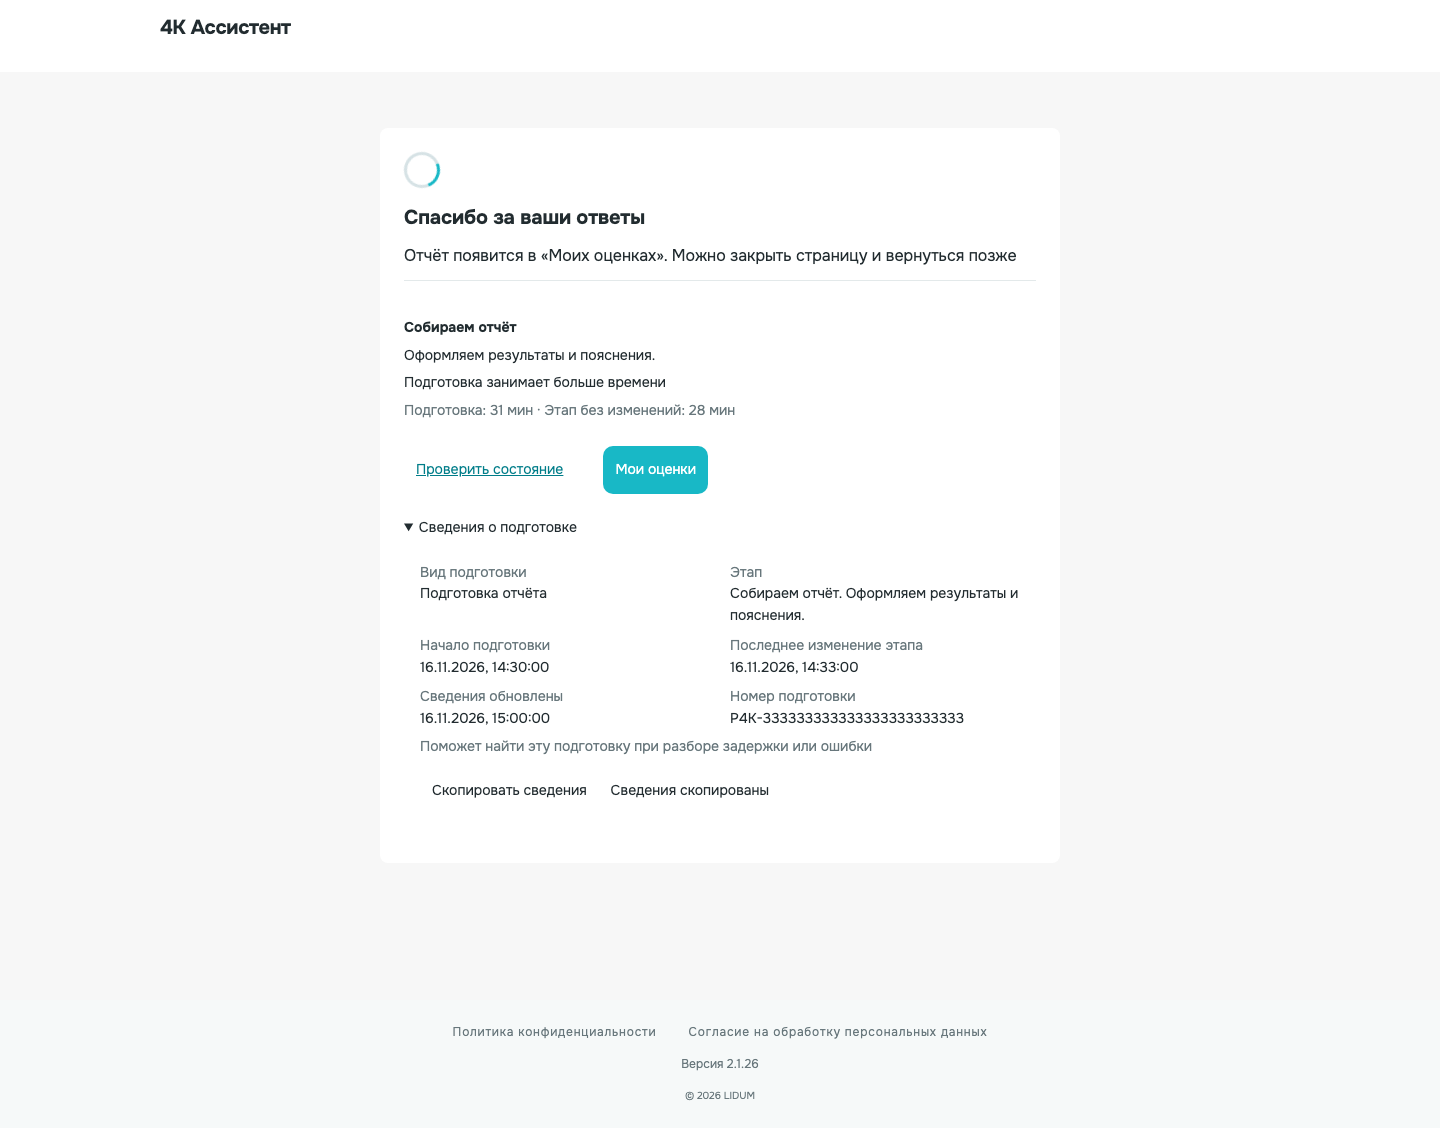 4К Ассистент
Спасибо за ваши ответы
Отчёт появится в «Моих оценках». Можно закрыть страницу и вернуться позже
Собираем отчёт
Оформляем результаты и пояснения.
Подготовка занимает больше времени
Подготовка: 31 мин · Этап без изменений: 28 мин
Проверить состояние
Мои оценки
▼ Сведения о подготовке
Вид подготовки
Подготовка отчёта
Этап
Собираем отчёт. Оформляем результаты и
пояснения.
Начало подготовки
16.11.2026, 14:30:00
Последнее изменение этапа
16.11.2026, 14:33:00
Сведения обновлены
16.11.2026, 15:00:00
Номер подготовки
P4K-333333333333333333333333
Поможет найти эту подготовку при разборе задержки или ошибки
Скопировать сведения
Сведения скопированы
Политика конфиденциальности
Согласие на обработку персональных данных
Версия 2.1.26
© 2026 LIDUM